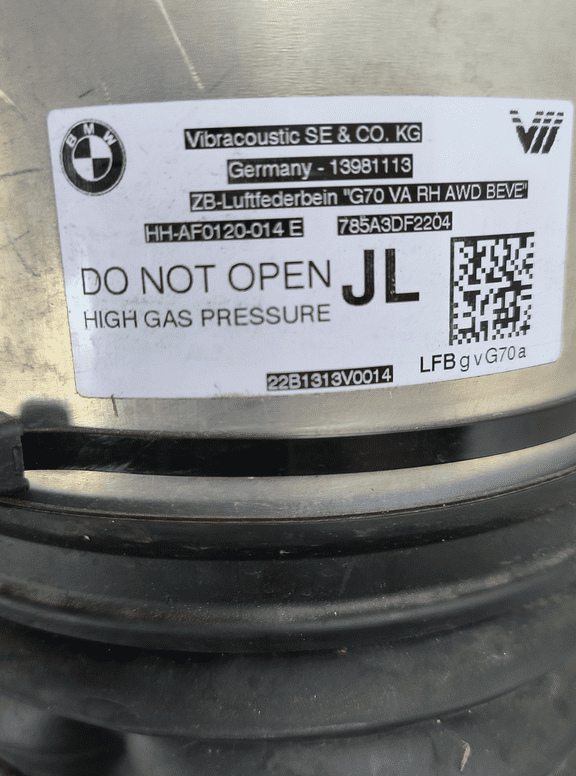 BMW
Vibracoustic SE & CO. KG
Germany - 13981113
ZB-Luftfederbein "G70 VA RH AWD BEVE"
HH-AF0120-014 E 785A3DF2204
DO NOT OPEN JL
HIGH GAS PRESSURE
LFB g v G70 a
22B1313V0014